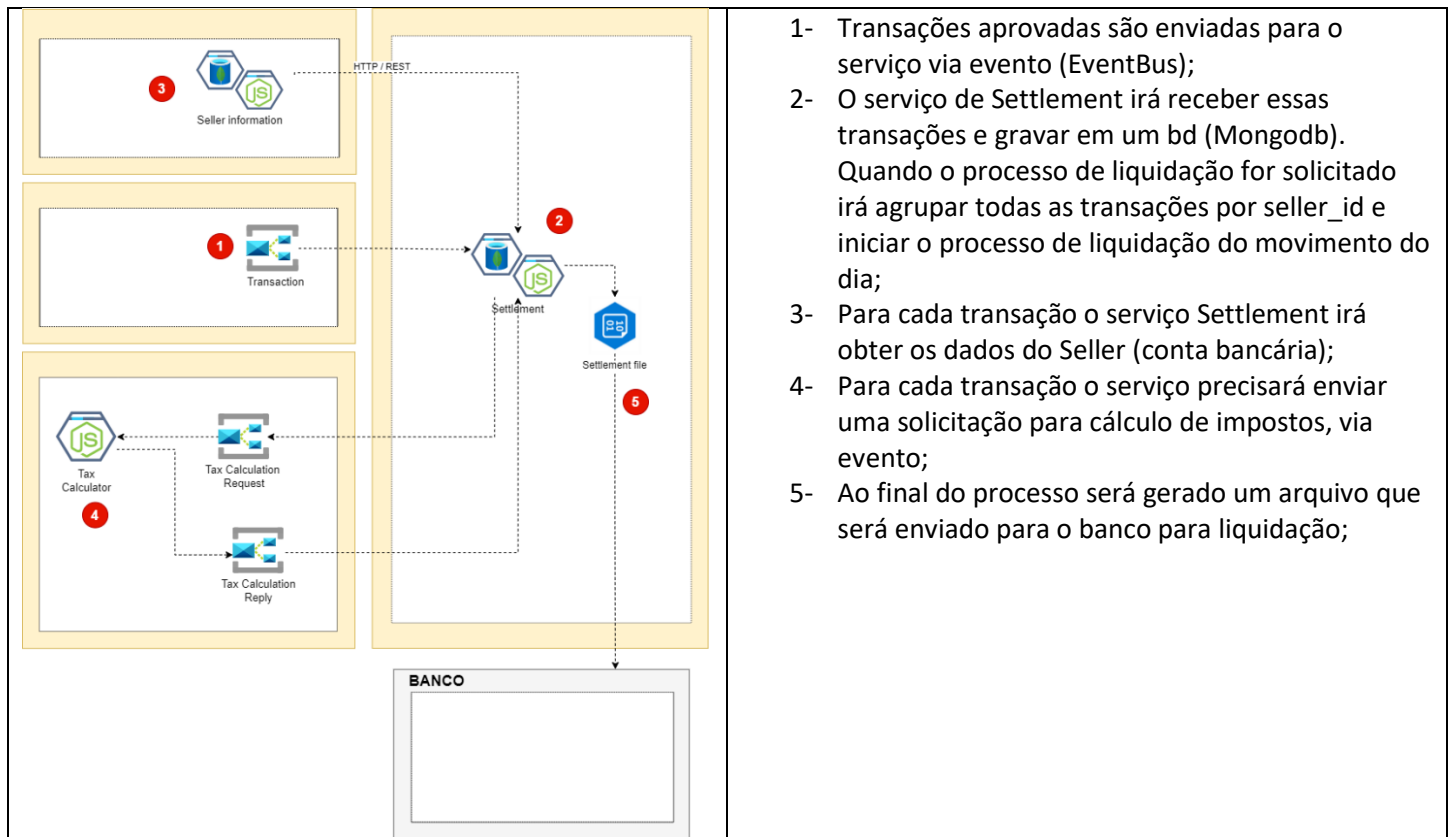 HTTP / REST
3
Seller information
1
Transaction
2
Settlement
Settlement file
5
Tax
Calculator
4
Tax Calculation
Request
Tax Calculation
Reply
BANCO
1- Transações aprovadas são enviadas para o
serviço via evento (EventBus);
2- O serviço de Settlement irá receber essas
transações e gravar em um bd (Mongodb).
Quando o processo de liquidação for solicitado
irá agrupar todas as transações por seller_id e
iniciar o processo de liquidação do movimento do
dia;
3- Para cada transação o serviço Settlement irá
obter os dados do Seller (conta bancária);
4- Para cada transação o serviço precisará enviar
uma solicitação para cálculo de impostos, via
evento;
5- Ao final do processo será gerado um arquivo que
será enviado para o banco para liquidação;